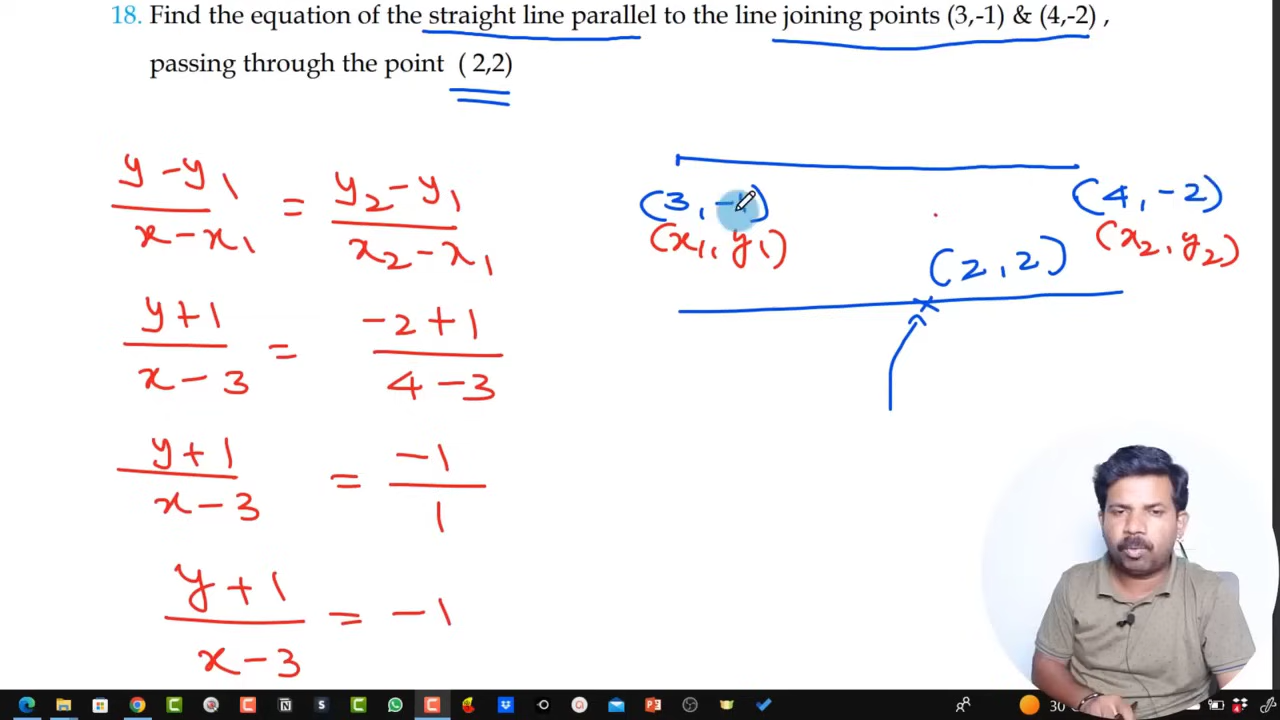 18. Find the equation of the straight line parallel to the line joining points (3,-1) & (4,-2) ,
passing through the point ( 2,2)
y - y₁ / x - x₁ = y₂ - y₁ / x₂ - x₁
y + 1 / x - 3 = -2 + 1 / 4 - 3
y + 1 / x - 3 = -1 / 1
y + 1 / x - 3 = -1
(3, -1)
(x₁, y₁)
(4, -2)
(x₂, y₂)
(2, 2)
30